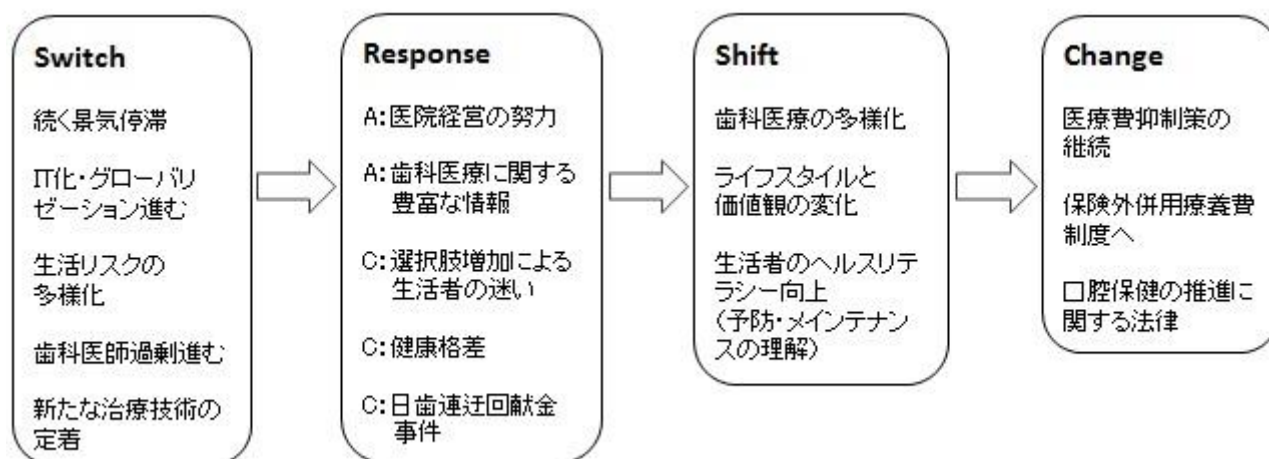 Switch
続く景気停滞
IT化・グローバリ
ゼーション進む
生活リスクの
多様化
歯科医師過剰進む
新たな治療技術の
定着
Response
A:医院経営の努力
A:歯科医療に関する
豊富な情報
C:選択肢増加による
生活者の迷い
C:健康格差
C:日歯連迂回献金
事件
Shift
歯科医療の多様化
ライフスタイルと
価値観の変化
生活者のヘルスリテ
ラシー向上
(予防・メインテナン
スの理解)
Change
医療費抑制策の
継続
保険外併用療養費
制度へ
口腔保健の推進に
関する法律